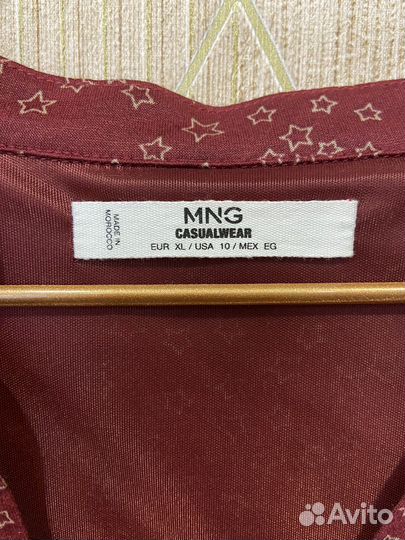 MADE IN
MOROCCO
MNG
CASUALWEAR
EUR XL / USA 10 / MEX EG
Avito